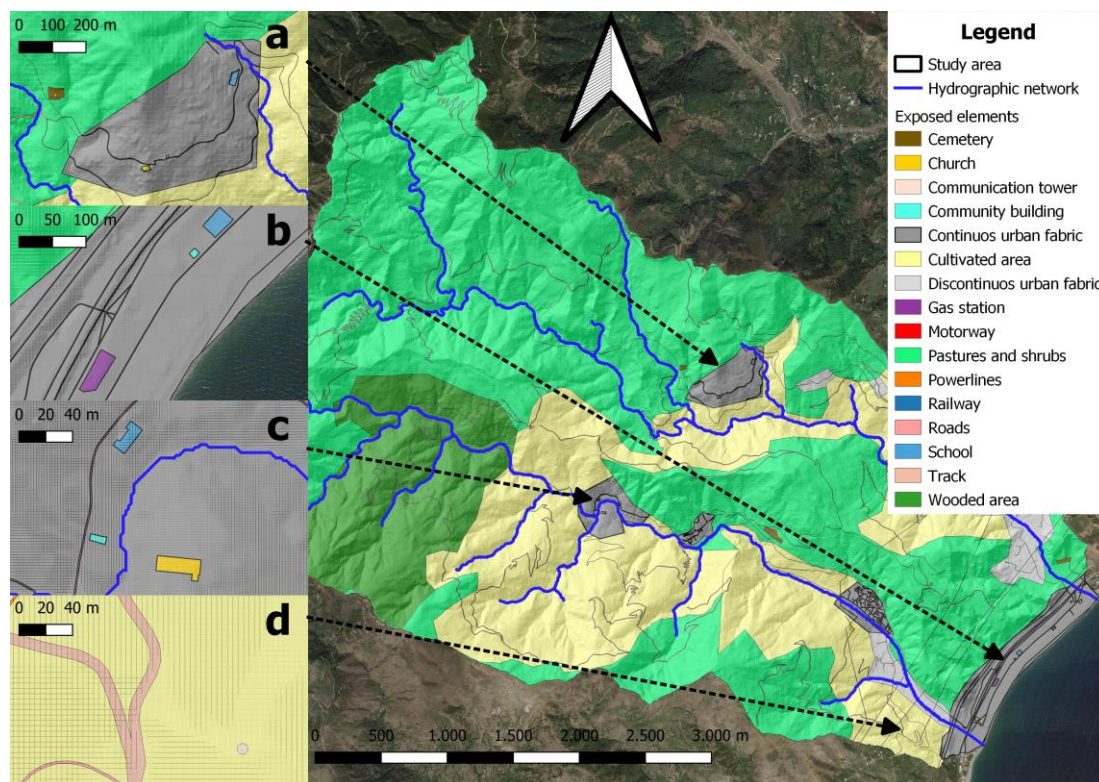 0 100 200 m
a
0 50 100 m
b
0 20 40 m
c
0 20 40 m
d
0 500 1.000 1.500 2.000 2.500 3.000 m
Legend
Study area
Hydrographic network
Exposed elements
Cemetery
Church
Communication tower
Community building
Continuos urban fabric
Cultivated area
Discontinuos urban fabric
Gas station
Motorway
Pastures and shrubs
Powerlines
Railway
Roads
School
Track
Wooded area